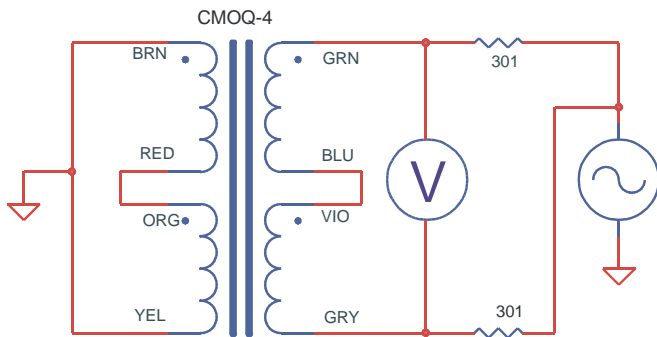 CMOQ-4
BRN
GRN
301
RED
BLU
V
ORG
VIO
YEL
GRY
301